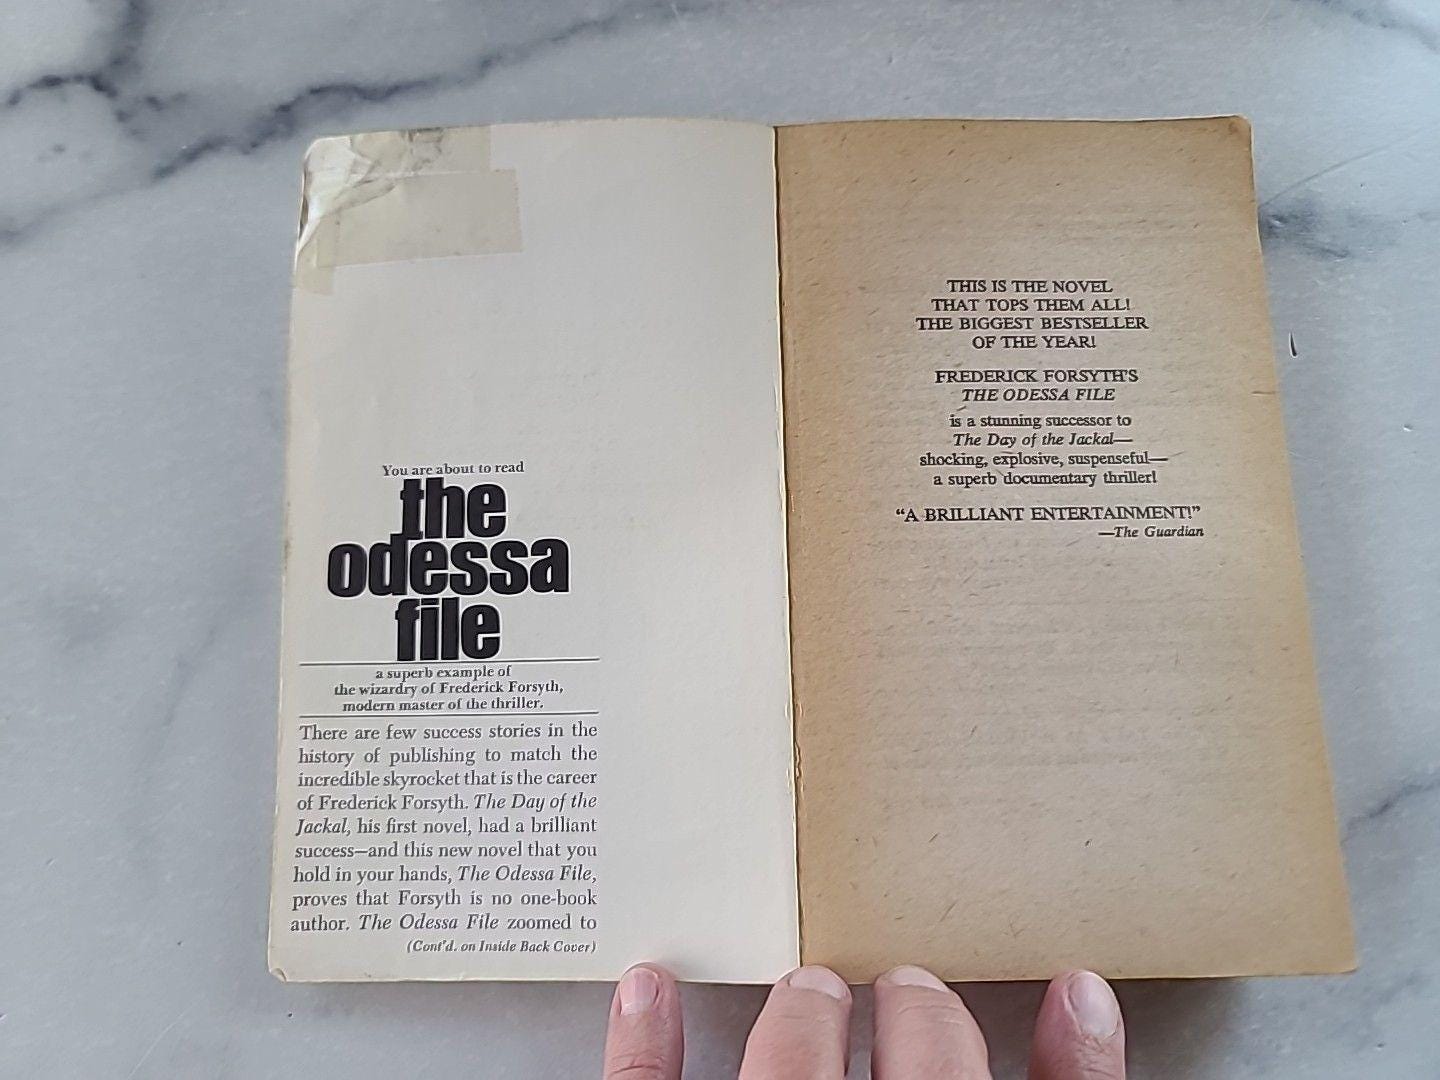 You are about to read
the
odessa
file
a superb example of
the wizardry of Frederick Forsyth,
modern master of the thriller.
There are few success stories in the
history of publishing to match the
incredible skyrocket that is the career
of Frederick Forsyth. The Day of the
Jackal, his first novel, had a brilliant
success—and this new novel that you
hold in your hands, The Odessa File,
proves that Forsyth is no one-book
author. The Odessa File zoomed to
(Cont'd. on Inside Back Cover)
THIS IS THE NOVEL
THAT TOPS THEM ALL!
THE BIGGEST BESTSELLER
OF THE YEAR!
FREDERICK FORSYTH'S
THE ODESSA FILE
is a stunning successor to
The Day of the Jackal—
shocking, explosive, suspenseful—
a superb documentary thriller!
“A BRILLIANT ENTERTAINMENT!”
—The Guardian